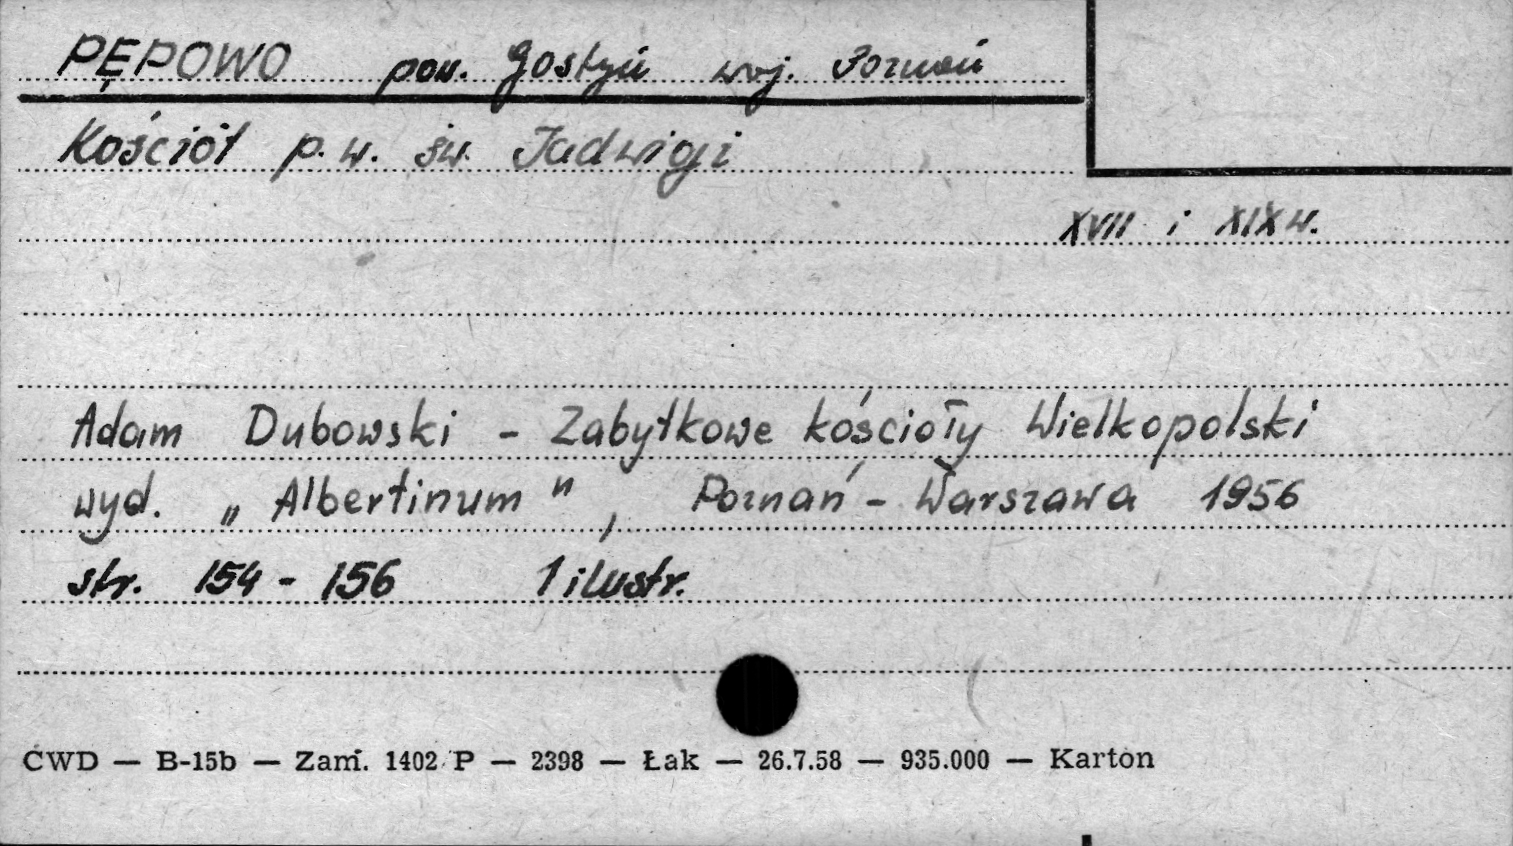 PĘPOWO pow. Gostyń woj. Poznań
Kościół p.w. św. Jadwigi
XVII i XIX w.
Adam Dubowski - Zabytkowe kościoły Wielkopolski
wyd. „Albertinum", Poznań - Warszawa 1956
str. 154 - 156 1 ilustr.
CWD — B-15b — Zam. 1402 P — 2398 — Łak — 26.7.58 — 935.000 — Karton